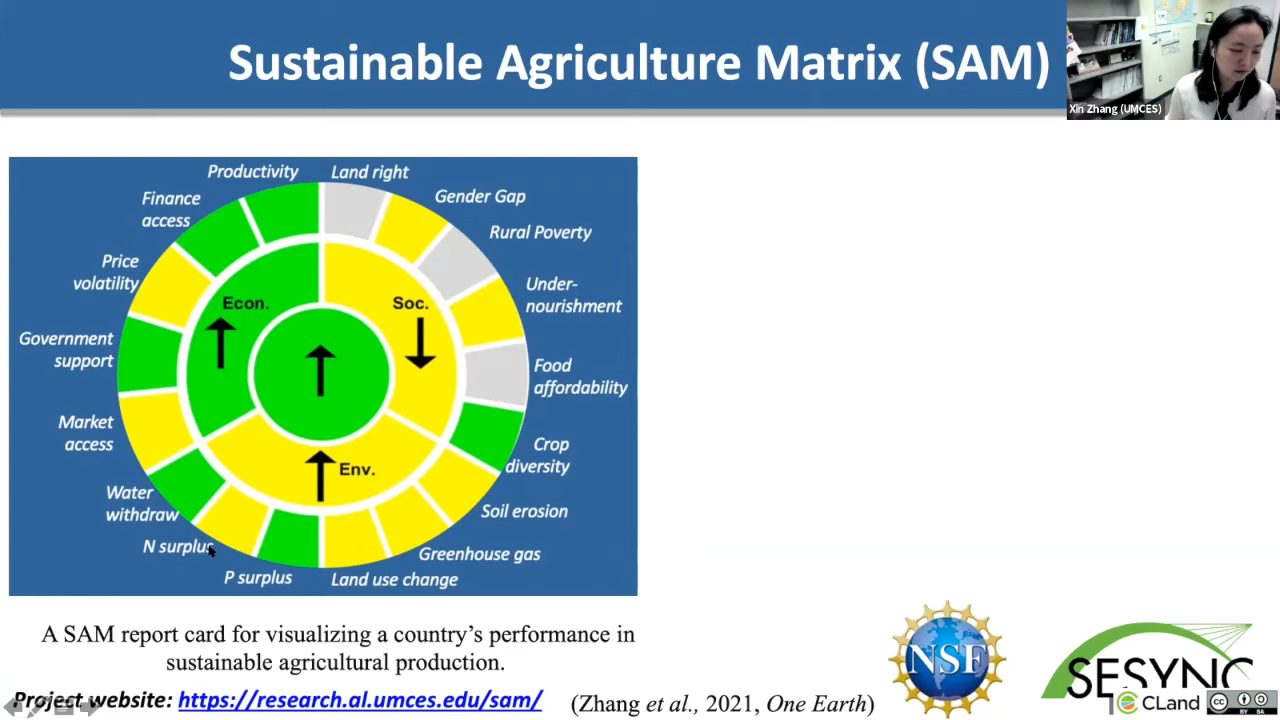 Sustainable Agriculture Matrix (SAM)
Xin Zhang (UMCES)
Productivity
Land right
Finance
access
Gender Gap
Rural Poverty
Price
volatility
Under-
nourishment
Econ.
Soc.
Government
support
Food
affordability
Market
access
Crop
diversity
Env.
Water
withdraw
Soil erosion
N surplus
Greenhouse gas
P surplus
Land use change
A SAM report card for visualizing a country's performance in
sustainable agricultural production.
Project website: https://research.al.umces.edu/sam/
(Zhang et al., 2021, One Earth)
NSF
SESYNC
CLand
cc
BY SA